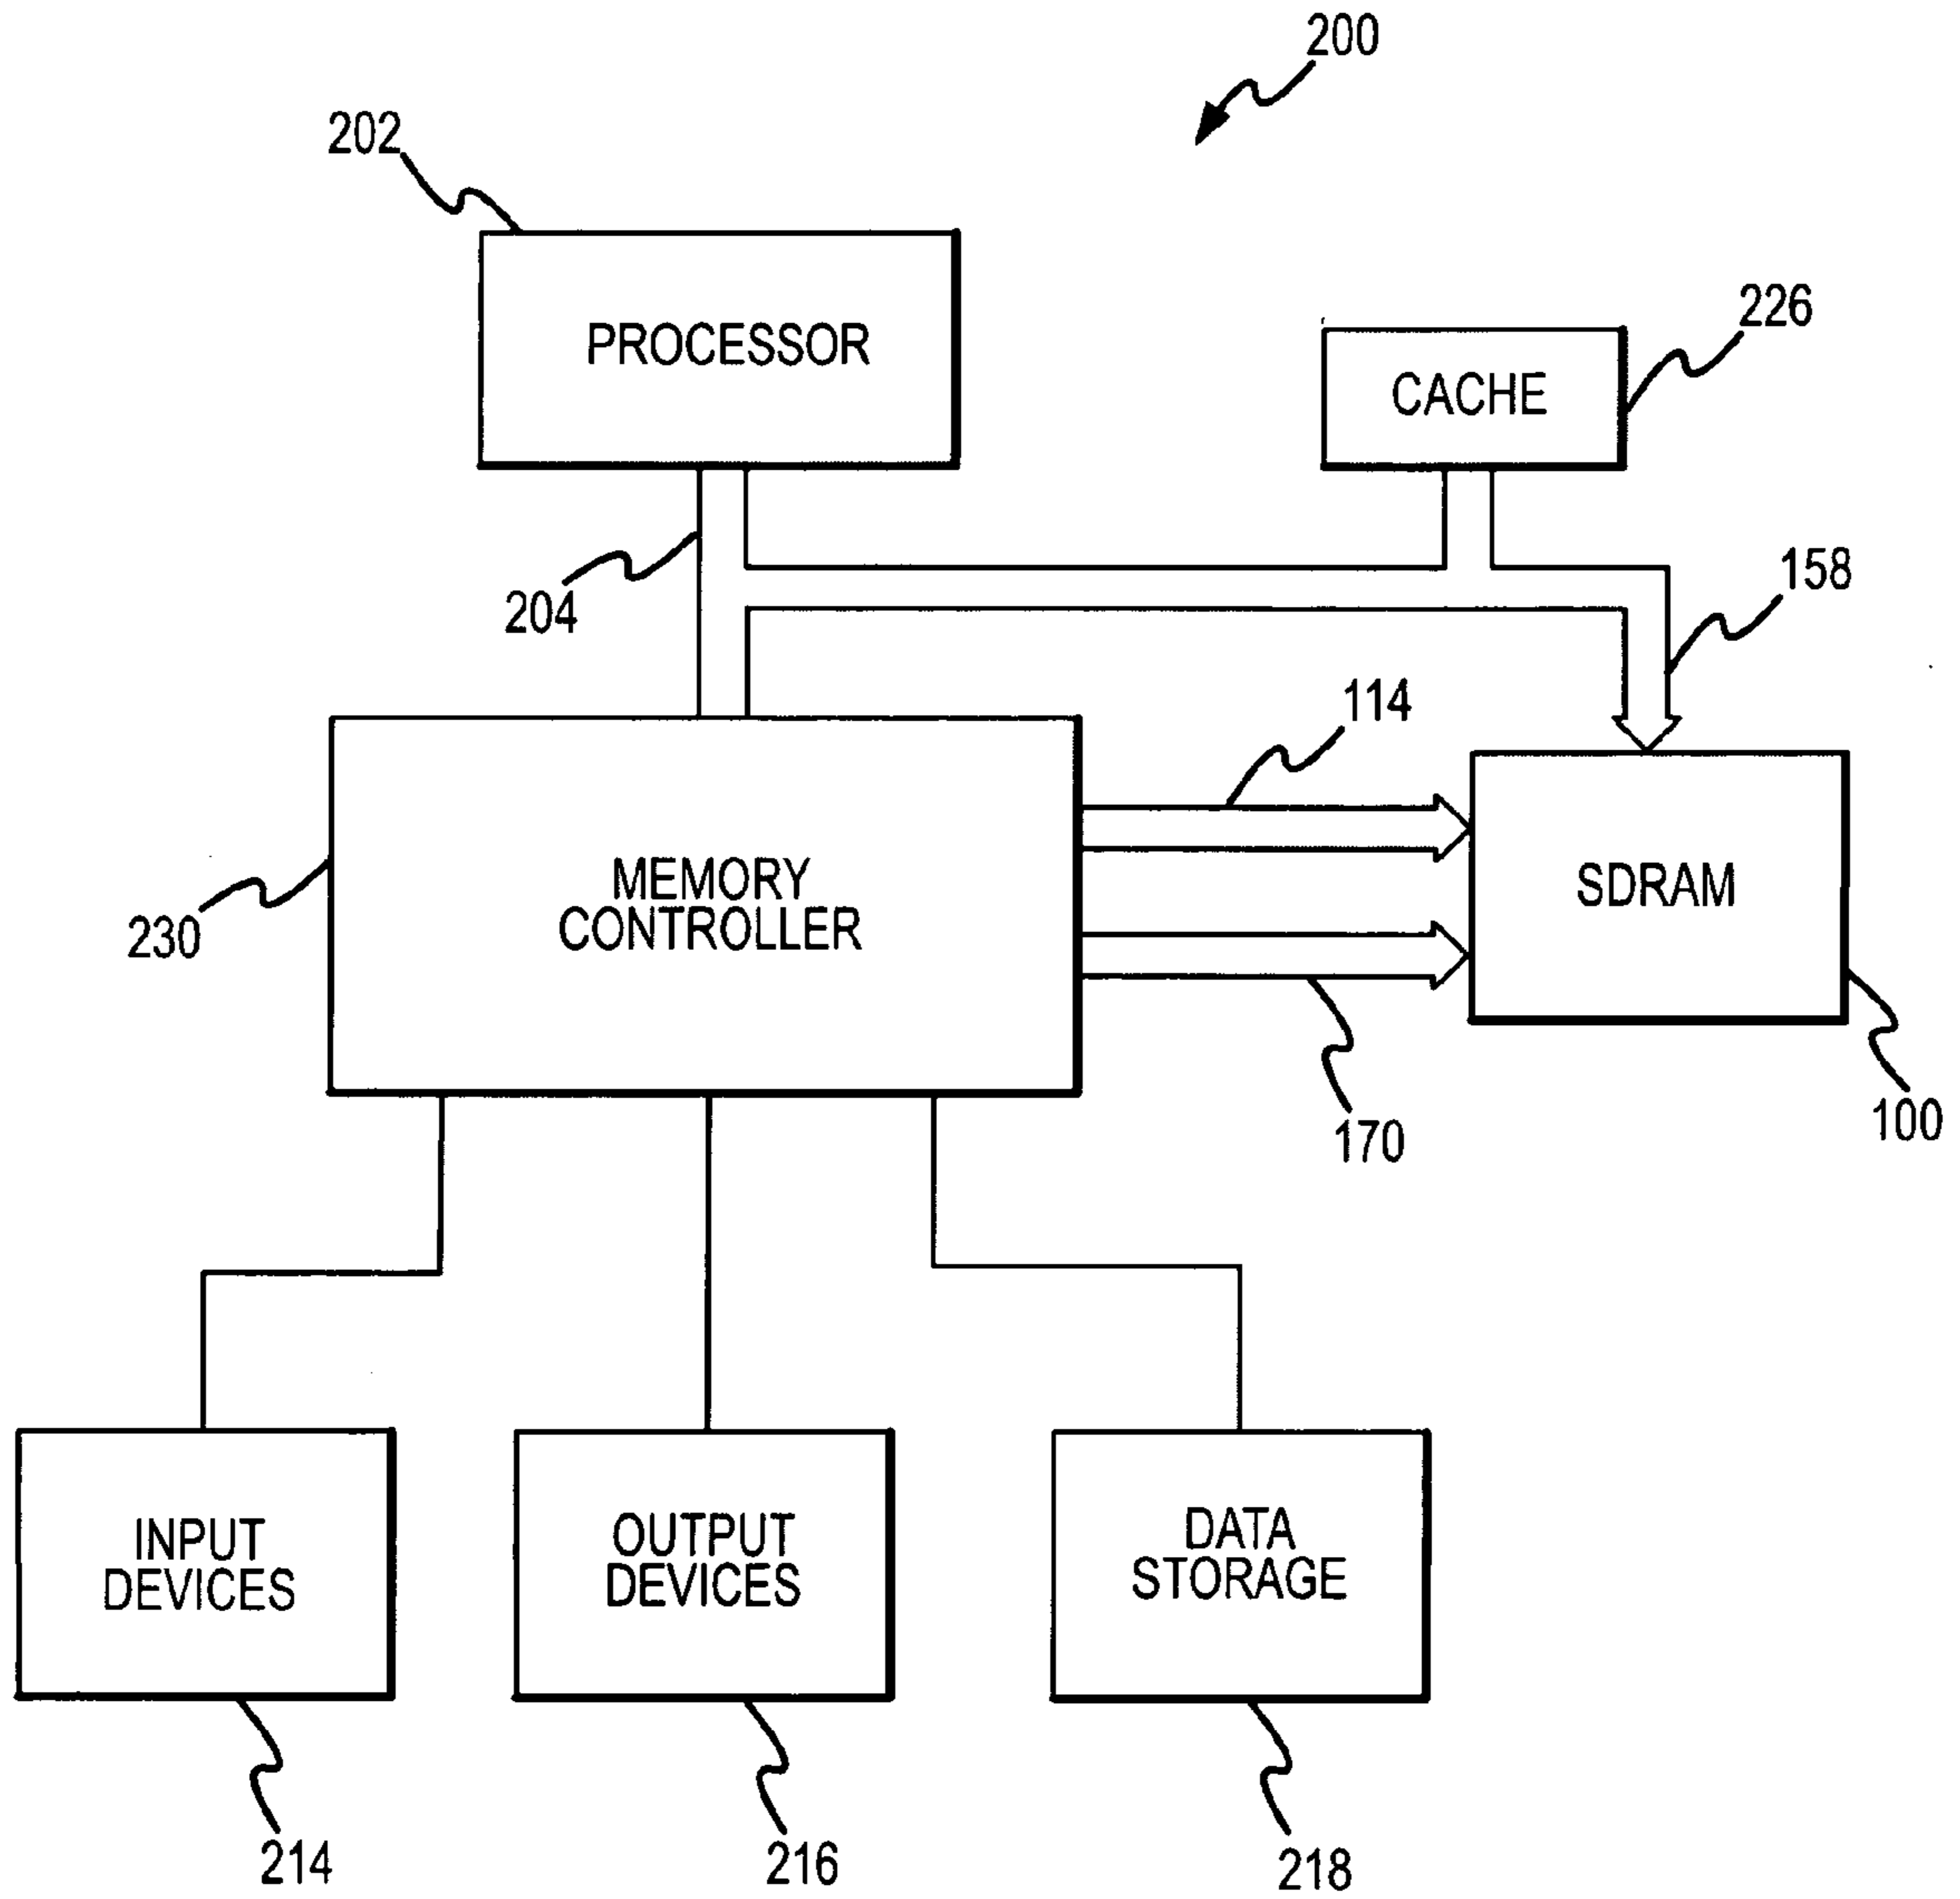 200
202
PROCESSOR
226
CACHE
204
158
114
MEMORY
CONTROLLER
SDRAM
230
170
100
INPUT
DEVICES
OUTPUT
DEVICES
DATA
STORAGE
214
216
218